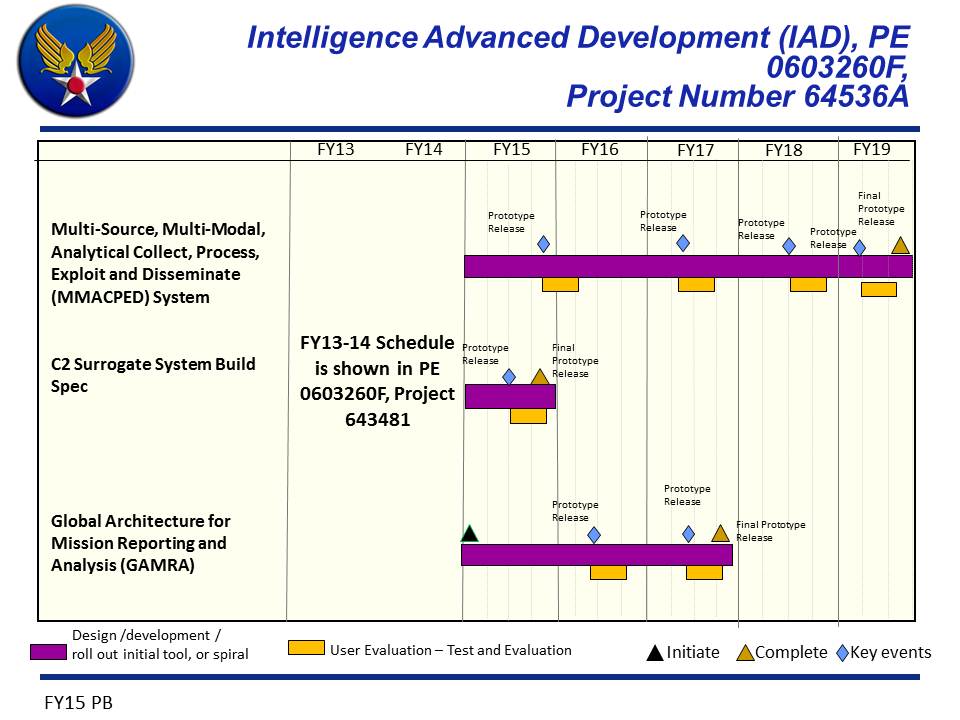 Intelligence Advanced Development (IAD), PE
0603260F,
Project Number 64536A
FY13 FY14 FY15 FY16 FY17 FY18 FY19
Multi-Source, Multi-Modal,
Analytical Collect, Process,
Exploit and Disseminate
(MMACPED) System
Prototype
Release
Prototype
Release
Prototype
Release
Prototype
Release
Final
Prototype
Release
C2 Surrogate System Build
Spec
FY13-14 Schedule
is shown in PE
0603260F, Project
643481
Prototype
Release
Final
Prototype
Release
Global Architecture for
Mission Reporting and
Analysis (GAMRA)
Prototype
Release
Prototype
Release
Final Prototype
Release
Design /development /
roll out initial tool, or spiral
User Evaluation – Test and Evaluation
Initiate
Complete
Key events
FY15 PB